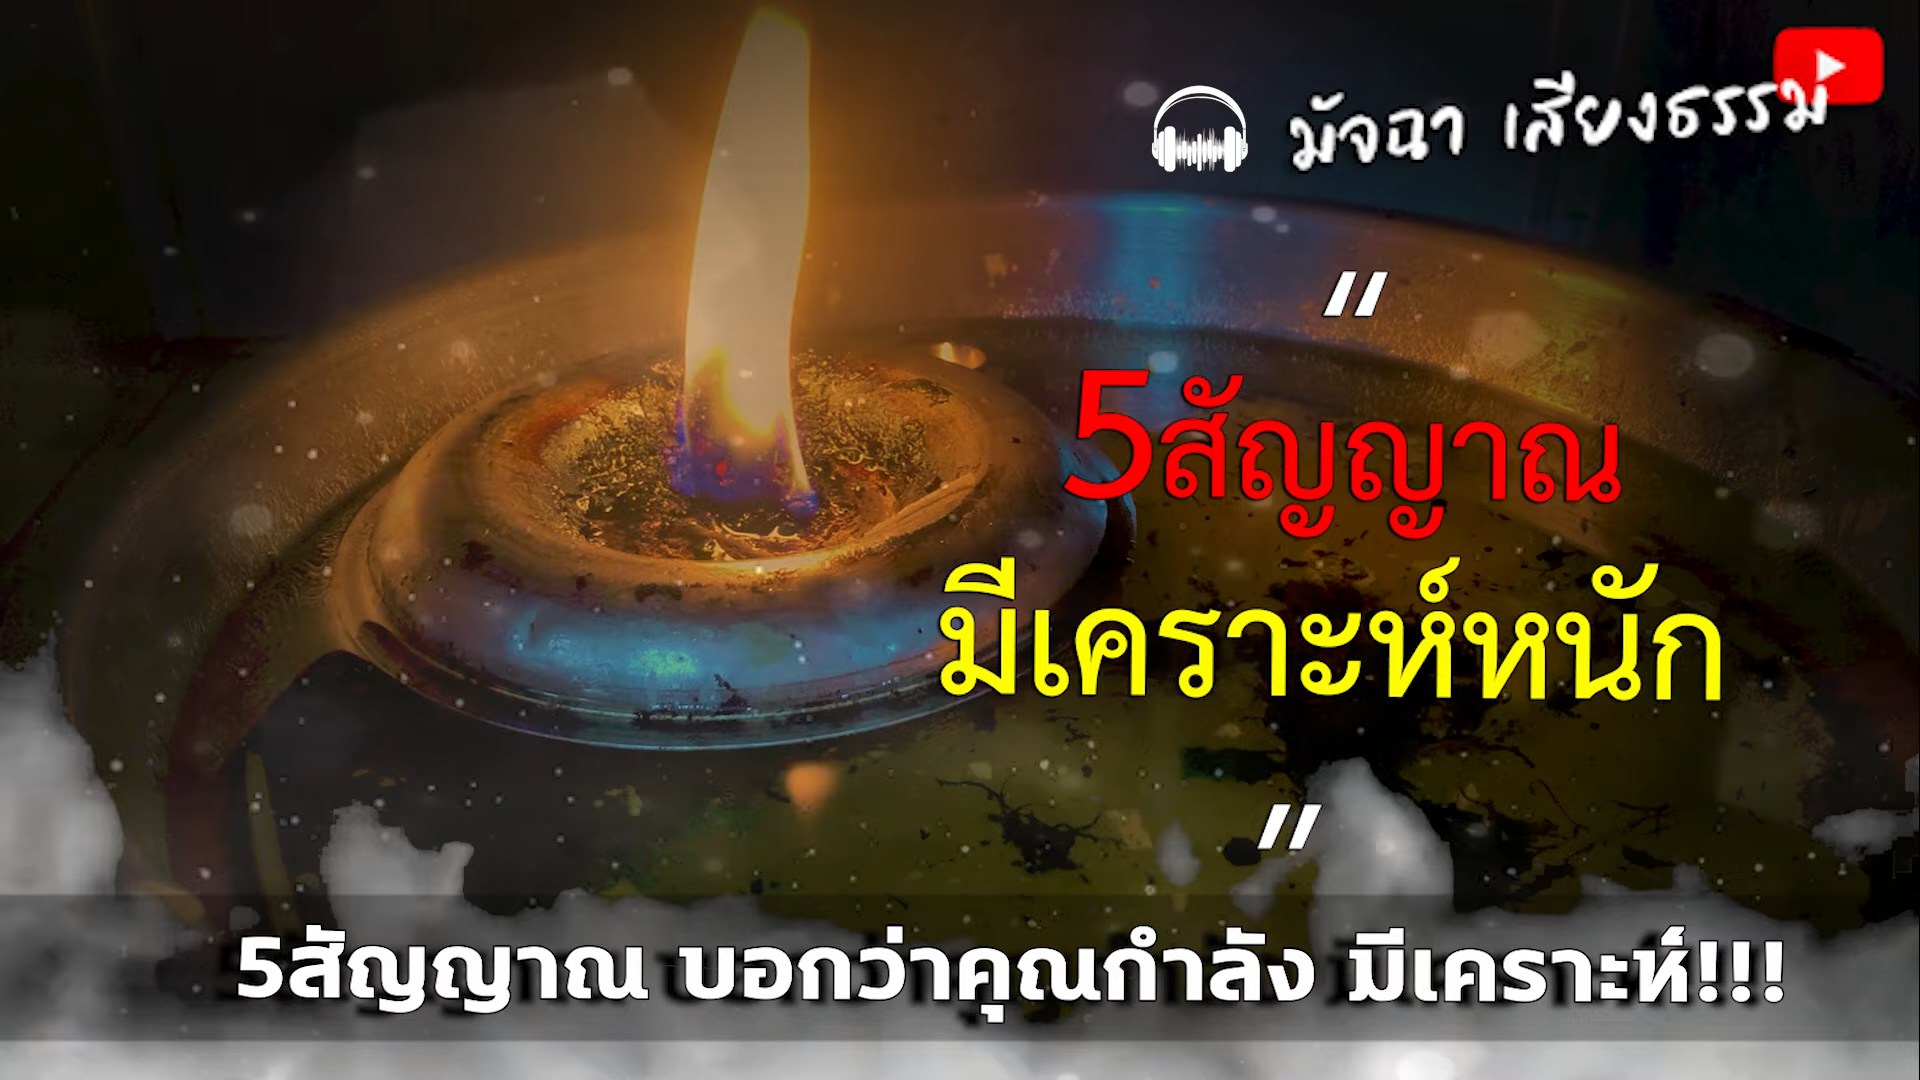 มัจฉา เสียงธรรม
"
5สัญญาณ
มีเคราะห์หนัก
"
5สัญญาณ บอกว่าคุณกำลัง มีเคราะห์!!!